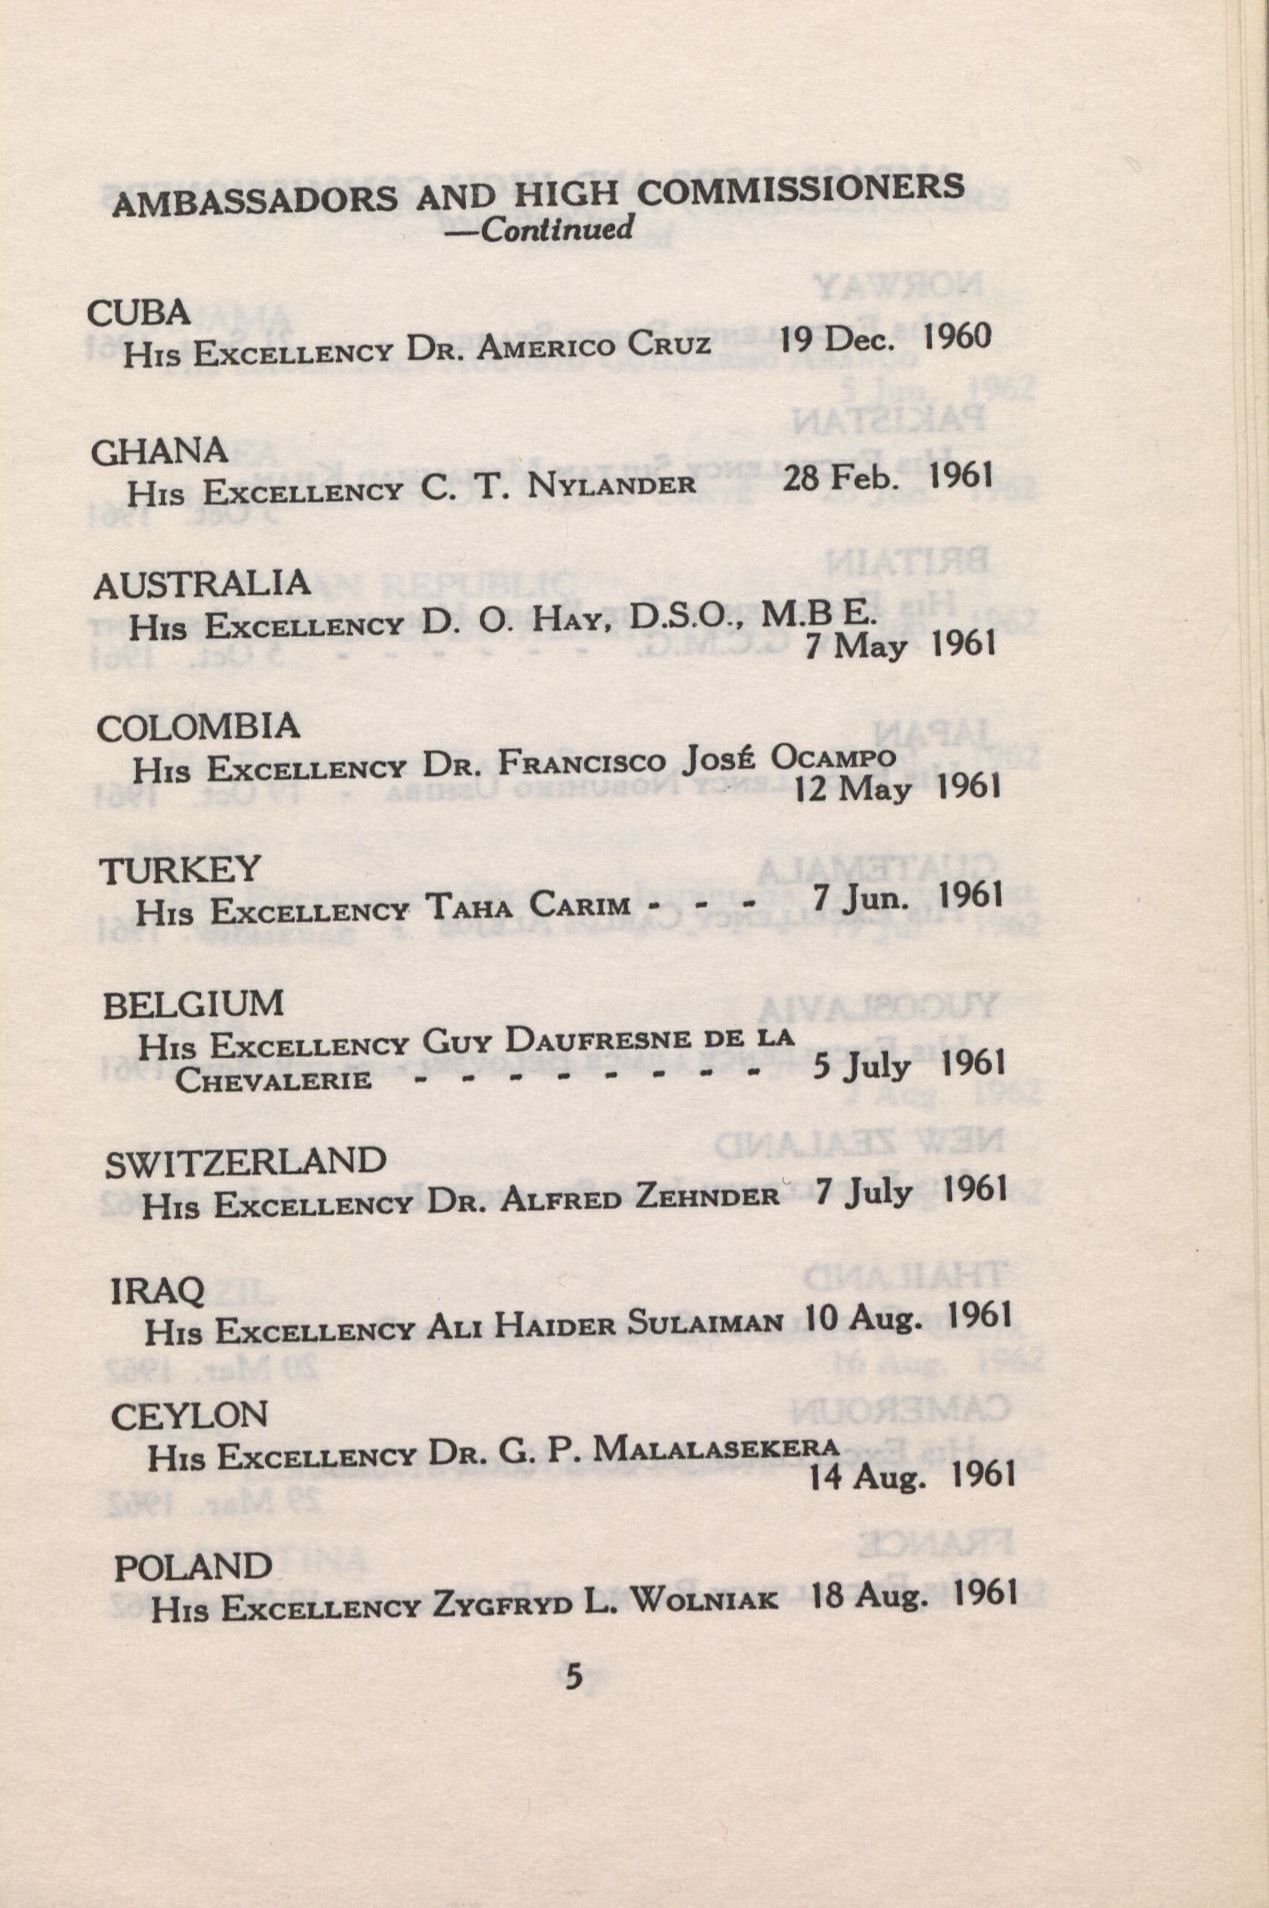 AMBASSADORS AND HIGH COMMISSIONERS
—Continued
CUBA
His Excellency Dr. Americo Cruz 19 Dec. 1960
GHANA
His Excellency C. T. Nylander 28 Feb. 1961
AUSTRALIA
His Excellency D. O. Hay, D.S.O., M.B E.
7 May 1961
COLOMBIA
His Excellency Dr. Francisco José Ocampo
12 May 1961
TURKEY
His Excellency Taha Carim - - - 7 Jun. 1961
BELGIUM
His Excellency Guy Daufresne de la
Chevalerie - - - - - - - - 5 July 1961
SWITZERLAND
His Excellency Dr. Alfred Zehnder 7 July 1961
IRAQ
His Excellency Ali Haider Sulaiman 10 Aug. 1961
CEYLON
His Excellency Dr. G. P. Malalasekera
14 Aug. 1961
POLAND
His Excellency Zygfryd L. Wolniak 18 Aug. 1961
5